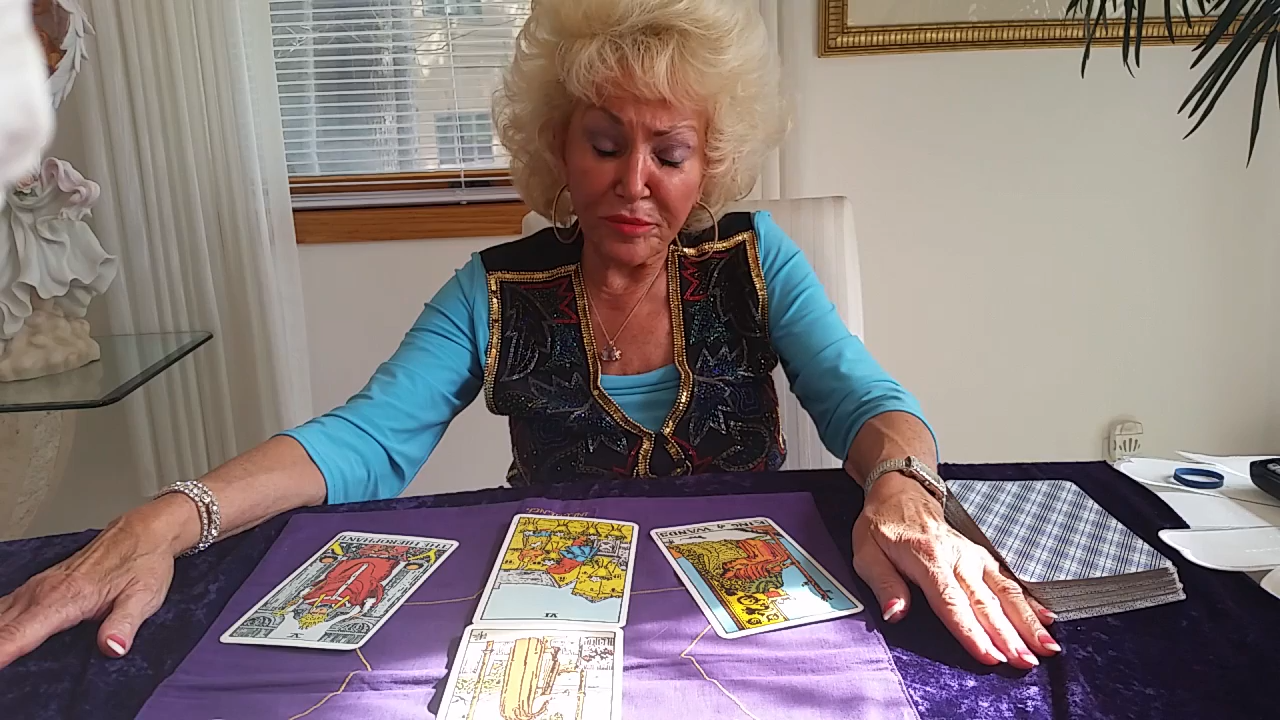 THE HIEROPHANT.
V
VI
KING of WANDS.